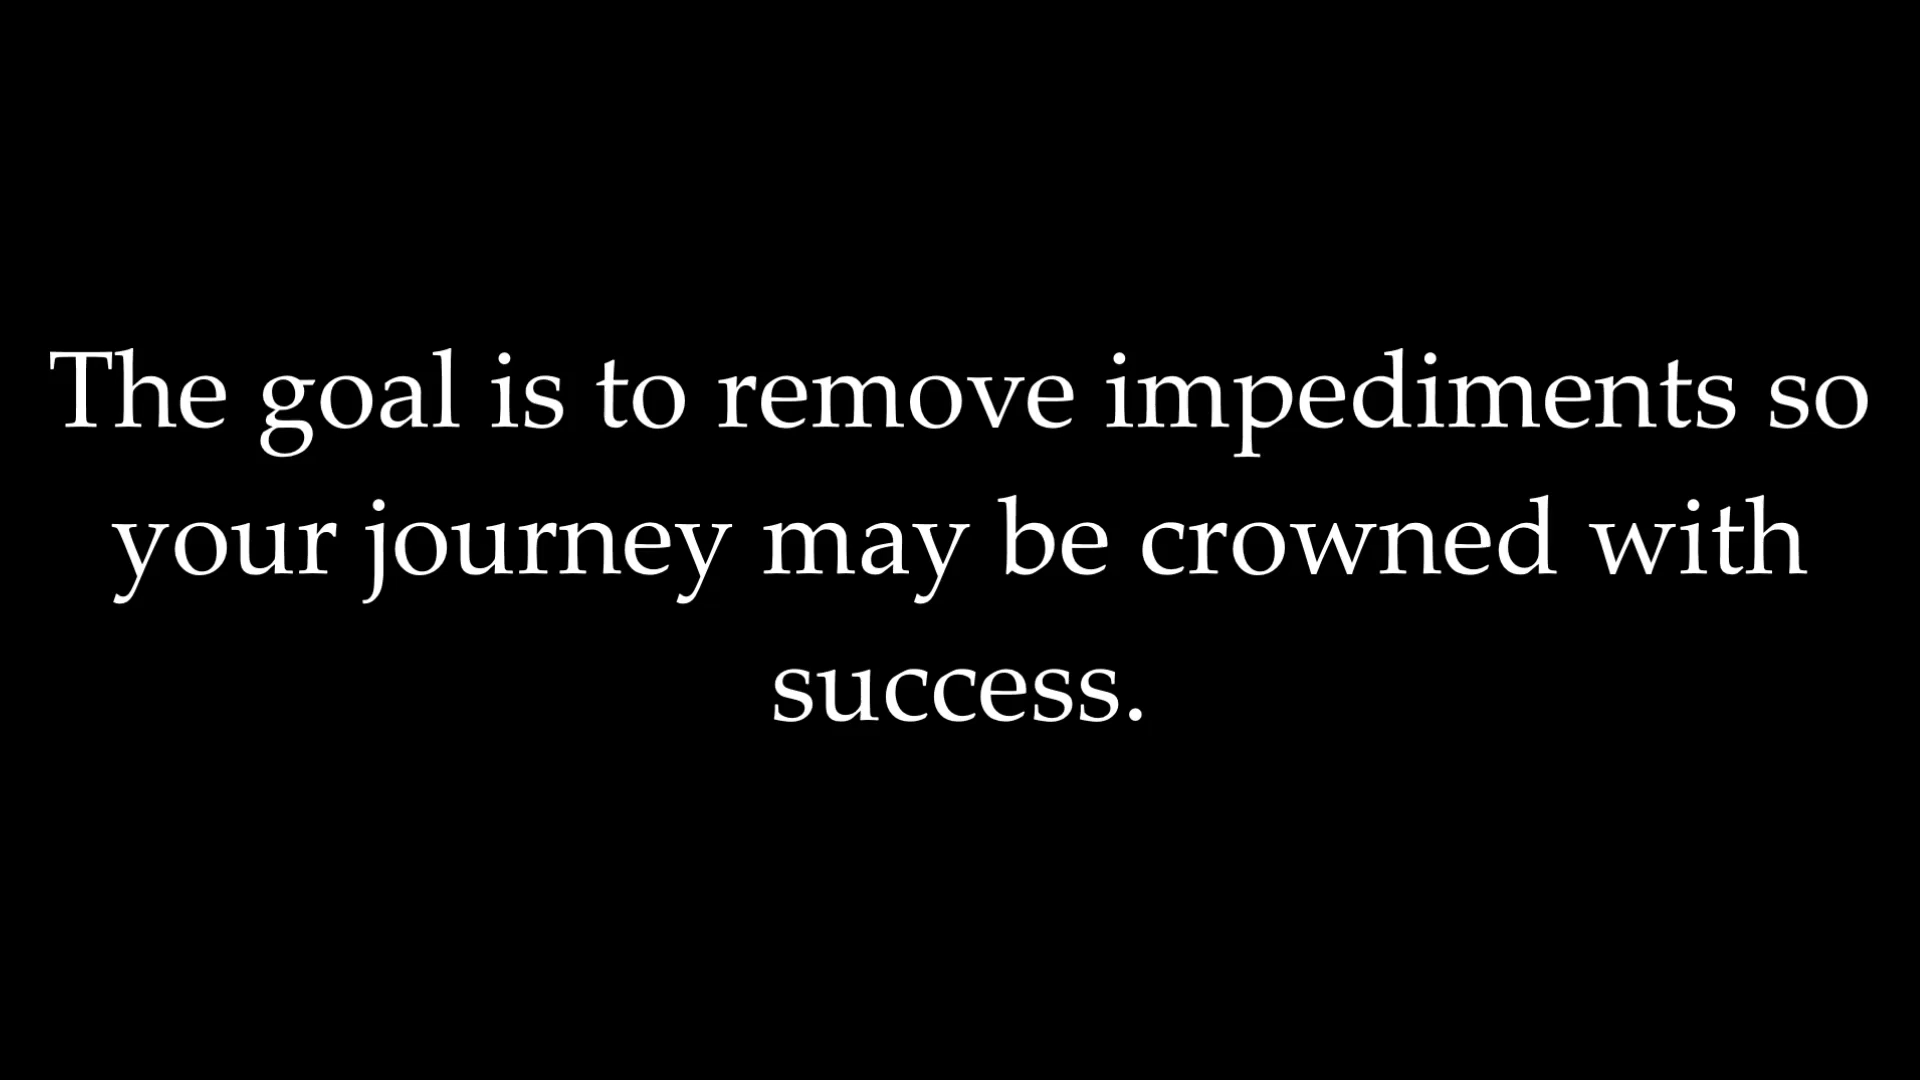 The goal is to remove impediments so
your journey may be crowned with
success.